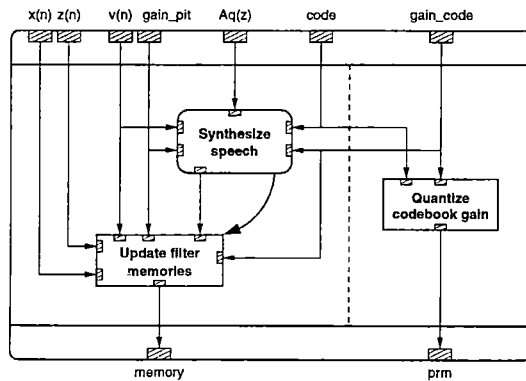 x(n) z(n) v(n) gain_pit Aq(z) code gain_code
Synthesize
speech
Quantize
codebook gain
Update filter
memories
memory prm